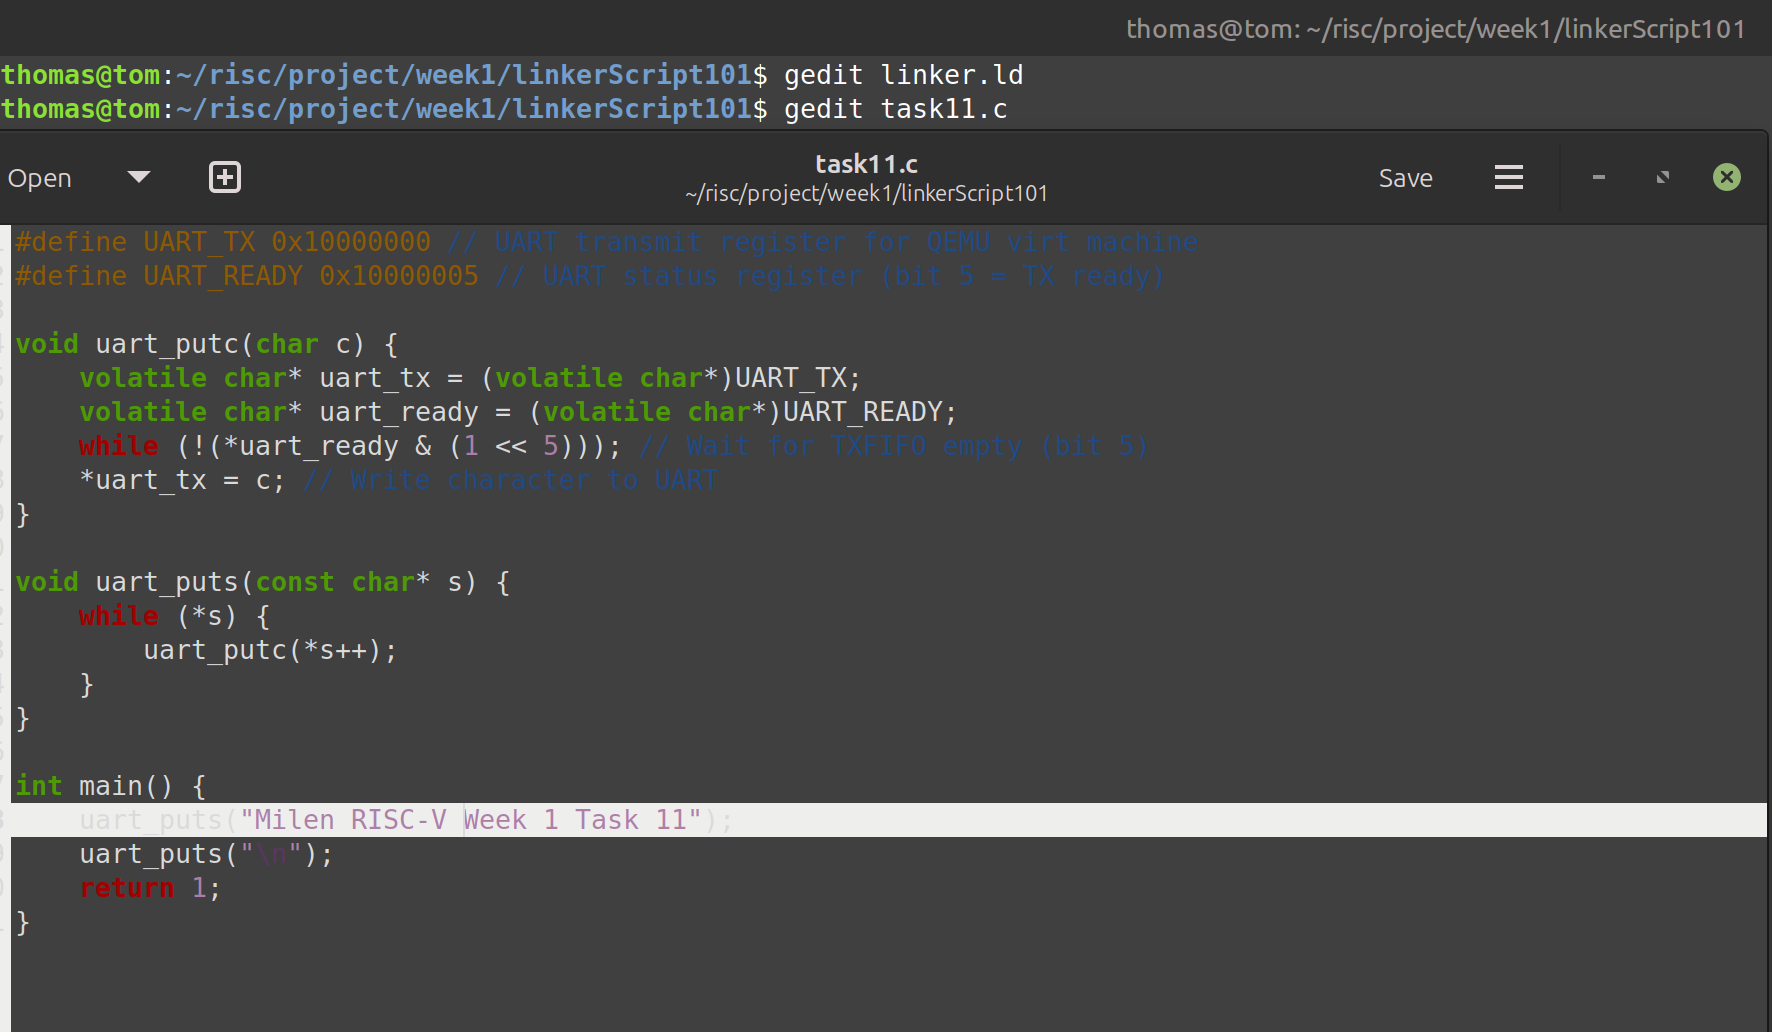 thomas@tom: ~/risc/project/week1/linkerScript101
thomas@tom:~/risc/project/week1/linkerScript101$ gedit linker.ld
thomas@tom:~/risc/project/week1/linkerScript101$ gedit task11.c
Open
task11.c
~/risc/project/week1/linkerScript101
Save
#define UART_TX 0x10000000 // UART transmit register for QEMU virt machine
#define UART_READY 0x10000005 // UART status register (bit 5 = TX ready)

void uart_putc(char c) {
    volatile char* uart_tx = (volatile char*)UART_TX;
    volatile char* uart_ready = (volatile char*)UART_READY;
    while (!(*uart_ready & (1 << 5))); // Wait for TXFIFO empty (bit 5)
    *uart_tx = c; // Write character to UART
}

void uart_puts(const char* s) {
    while (*s) {
        uart_putc(*s++);
    }
}

int main() {
    uart_puts("Milen RISC-V Week 1 Task 11");
    uart_puts("\n");
    return 1;
}